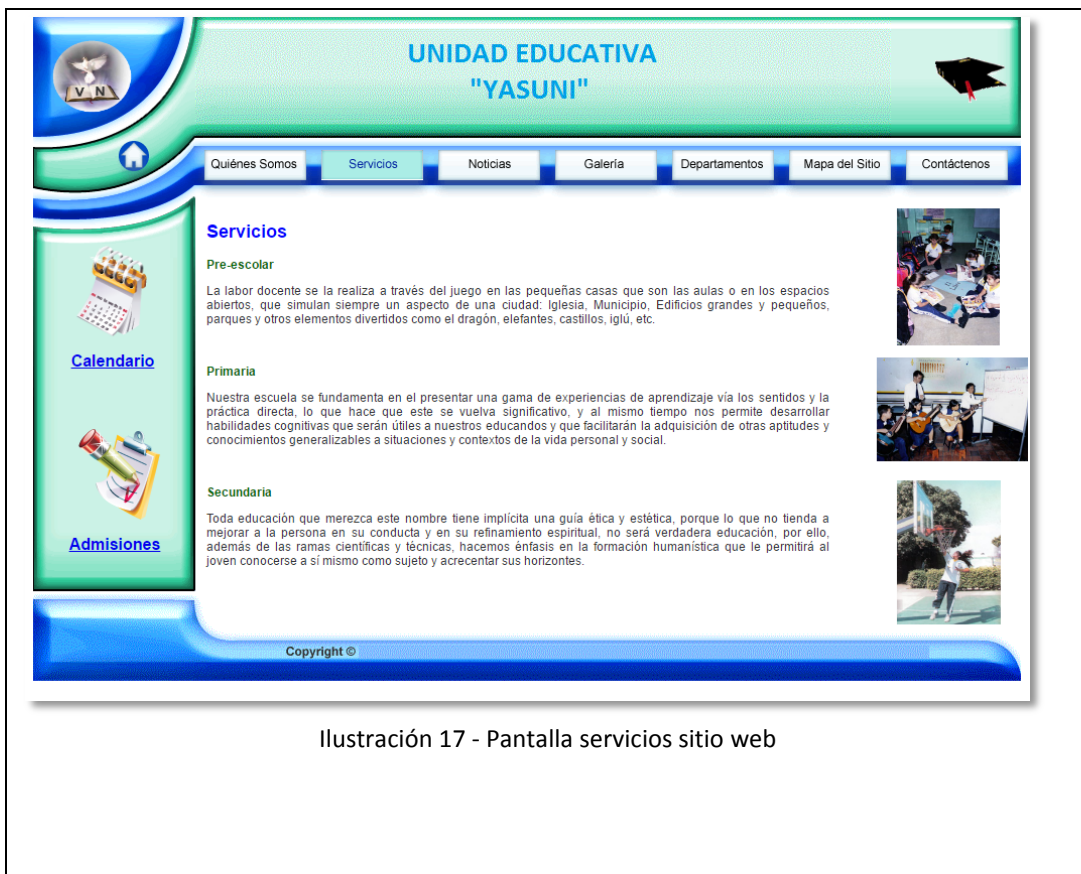 UNIDAD EDUCATIVA
"YASUNI"
V N
Quiénes Somos
Servicios
Noticias
Galería
Departamentos
Mapa del Sitio
Contáctenos
Calendario
Admisiones
Servicios
Pre-escolar
La labor docente se la realiza a través del juego en las pequeñas casas que son las aulas o en los espacios
abiertos, que simulan siempre un aspecto de una ciudad: Iglesia, Municipio, Edificios grandes y pequeños,
parques y otros elementos divertidos como el dragón, elefantes, castillos, iglú, etc.
Primaria
Nuestra escuela se fundamenta en el presentar una gama de experiencias de aprendizaje vía los sentidos y la
práctica directa, lo que hace que este se vuelva significativo, y al mismo tiempo nos permite desarrollar
habilidades cognitivas que serán útiles a nuestros educandos y que facilitarán la adquisición de otras aptitudes y
conocimientos generalizables a situaciones y contextos de la vida personal y social.
Secundaria
Toda educación que merezca este nombre tiene implícita una guía ética y estética, porque lo que no tienda a
mejorar a la persona en su conducta y en su refinamiento espiritual, no será verdadera educación, por ello,
además de las ramas científicas y técnicas, hacemos énfasis en la formación humanística que le permitirá al
joven conocerse a sí mismo como sujeto y acrecentar sus horizontes.
Copyright ©
Ilustración 17 - Pantalla servicios sitio web